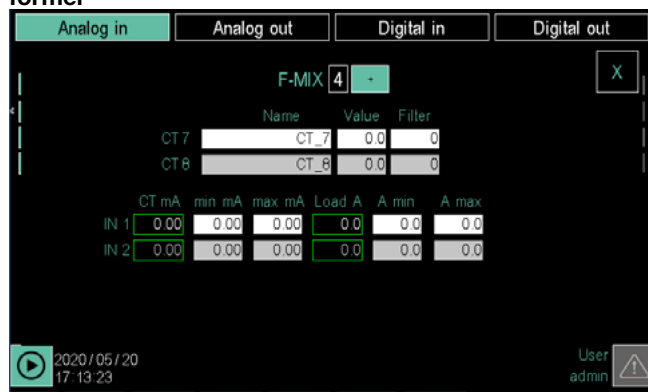 former
Analog in Analog out Digital in Digital out
F-MIX 4 + X
Name Value Filter
CT 7 CT_7 0.0 0
CT 8 CT_8 0.0 0
CT mA min mA max mA Load A A min A max
IN 1 0.00 0.00 0.00 0.0 0.0 0.0
IN 2 0.00 0.00 0.00 0.0 0.0 0.0
2020/05/20 User
17:13:23 admin